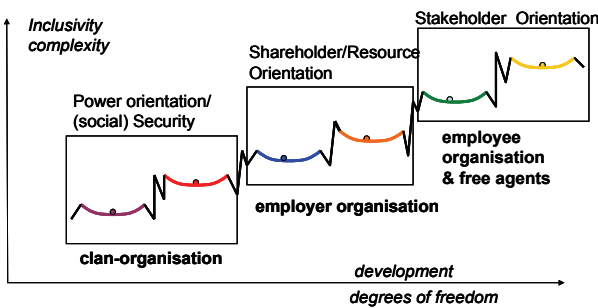 Inclusivity
complexity
Stakeholder Orientation
Shareholder/Resource
Orientation
Power orientation/
(social) Security
employee
organisation
& free agents
employer organisation
clan-organisation
development
degrees of freedom